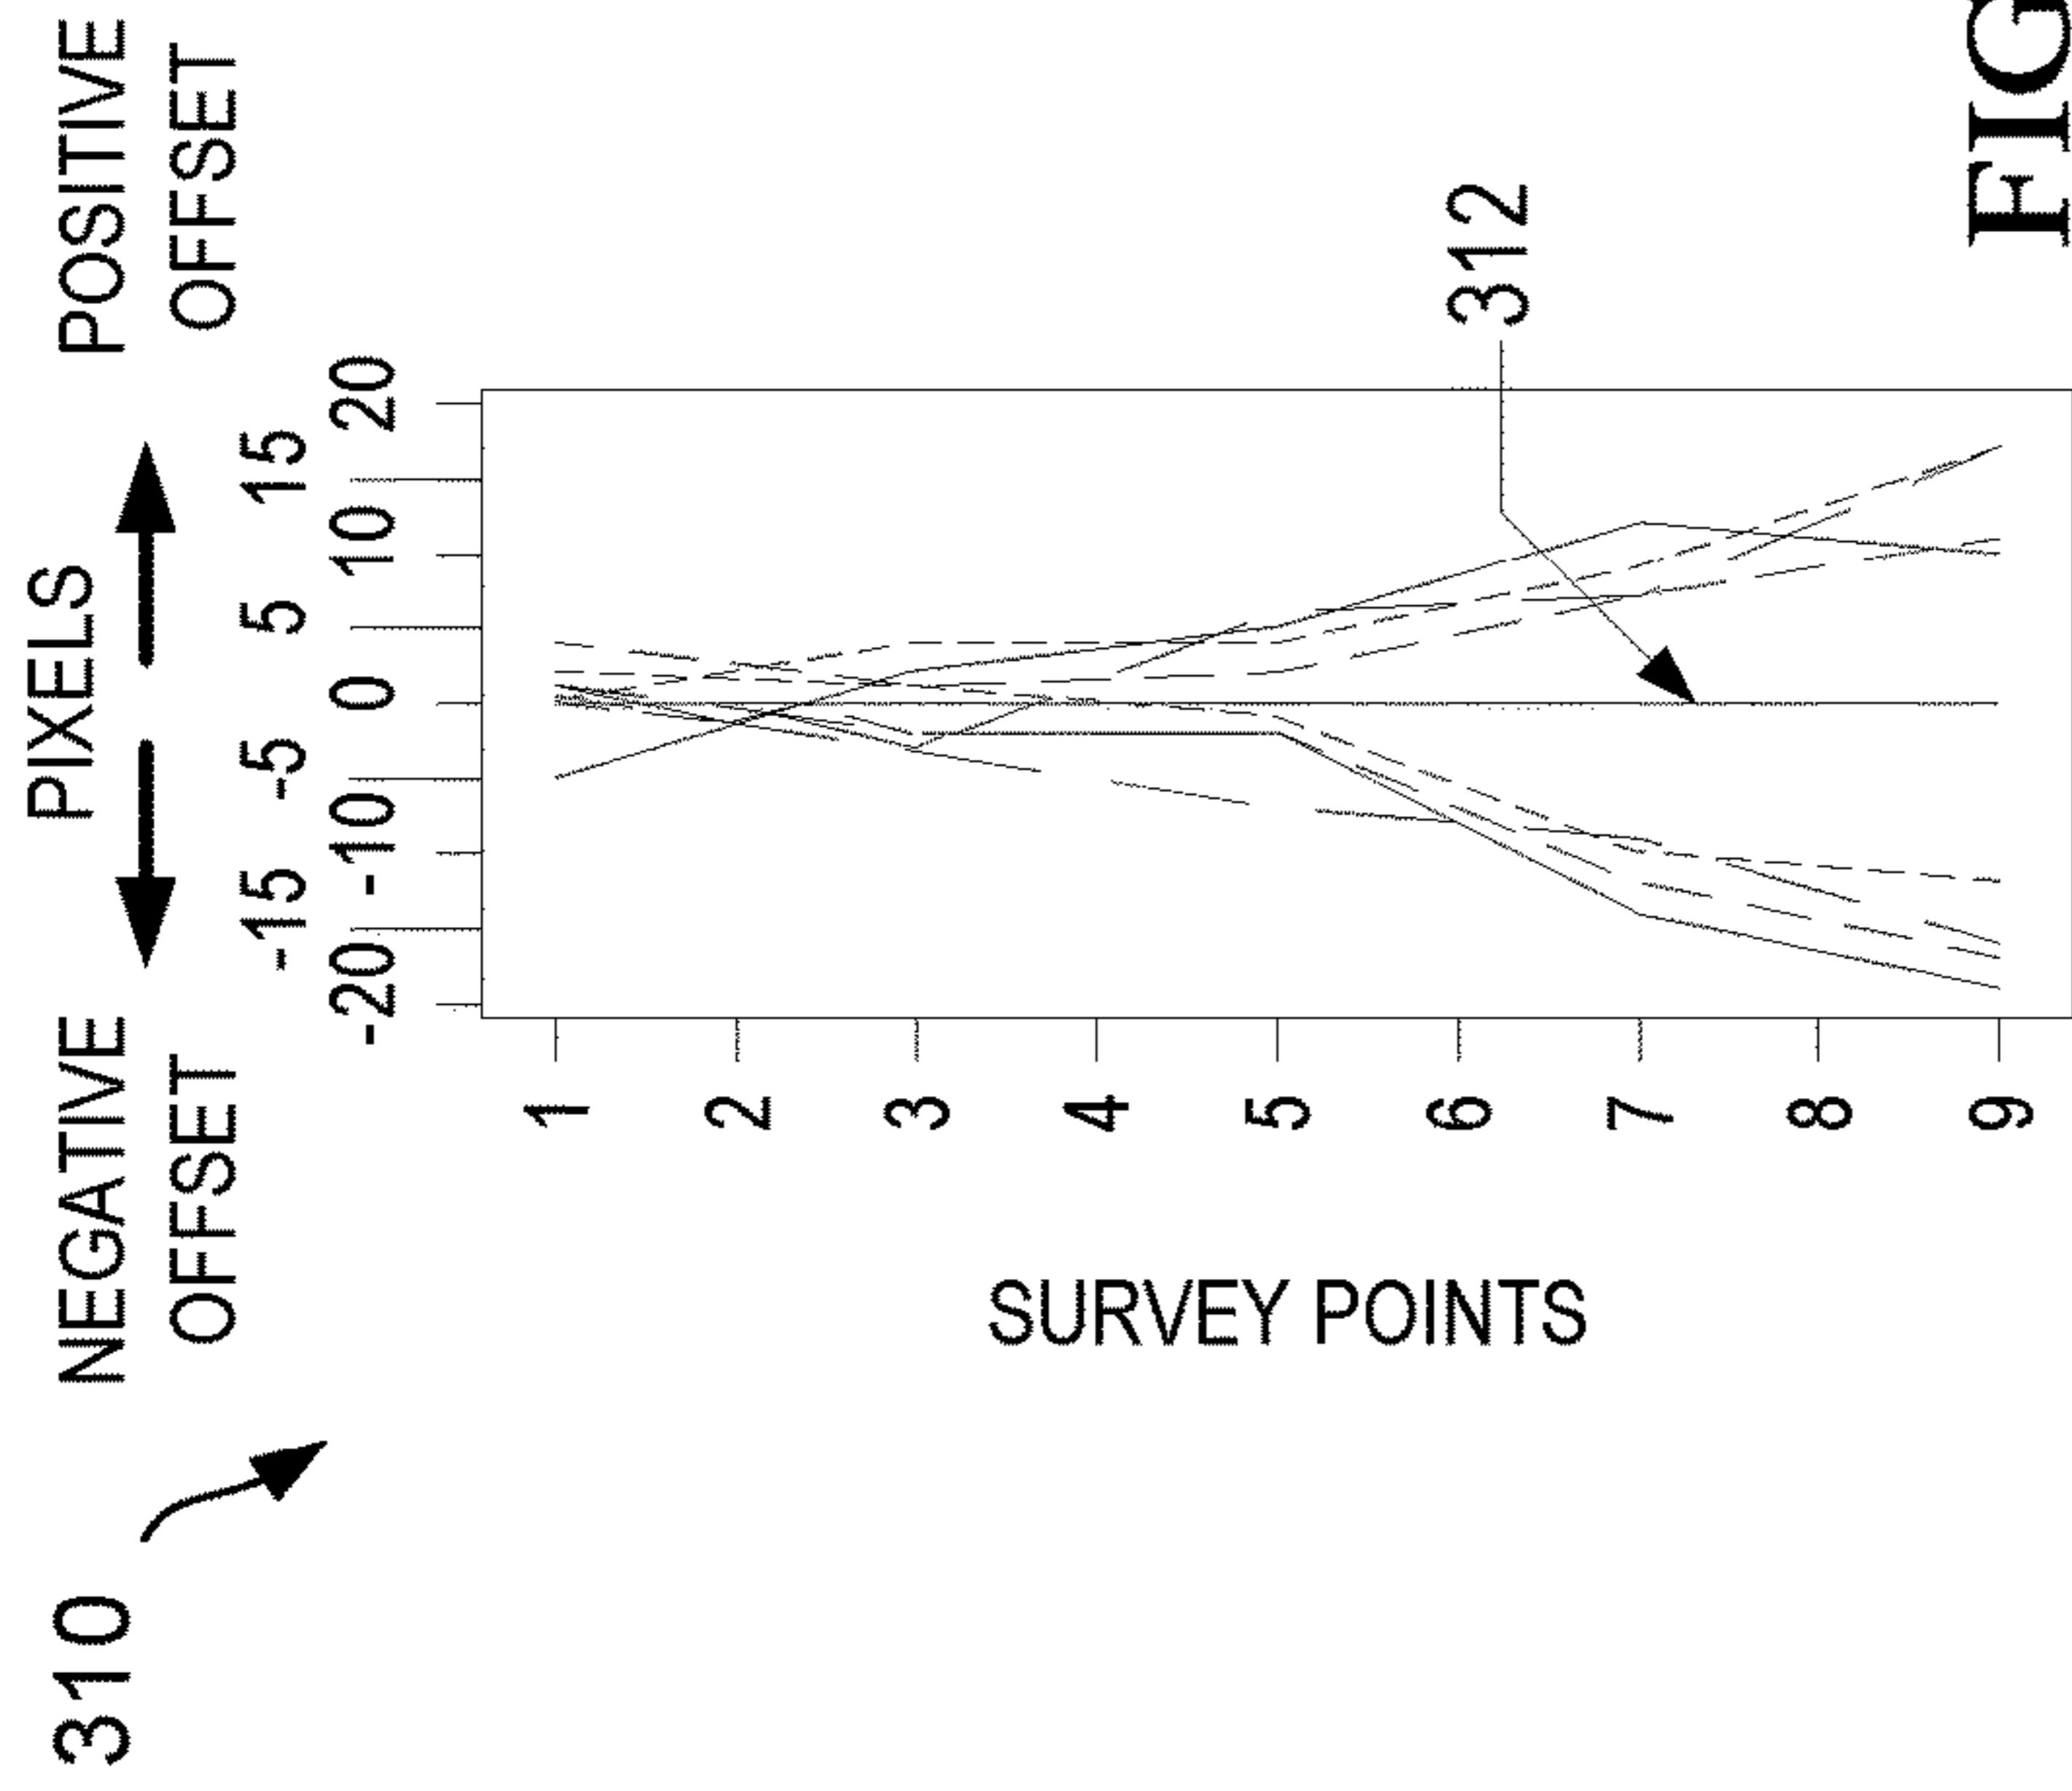 310
NEGATIVE
OFFSET
PIXELS
POSITIVE
OFFSET
-20 -15 -10 -5 0 5 10 15 20
312
SURVEY POINTS
1 2 3 4 5 6 7 8 9
FIG